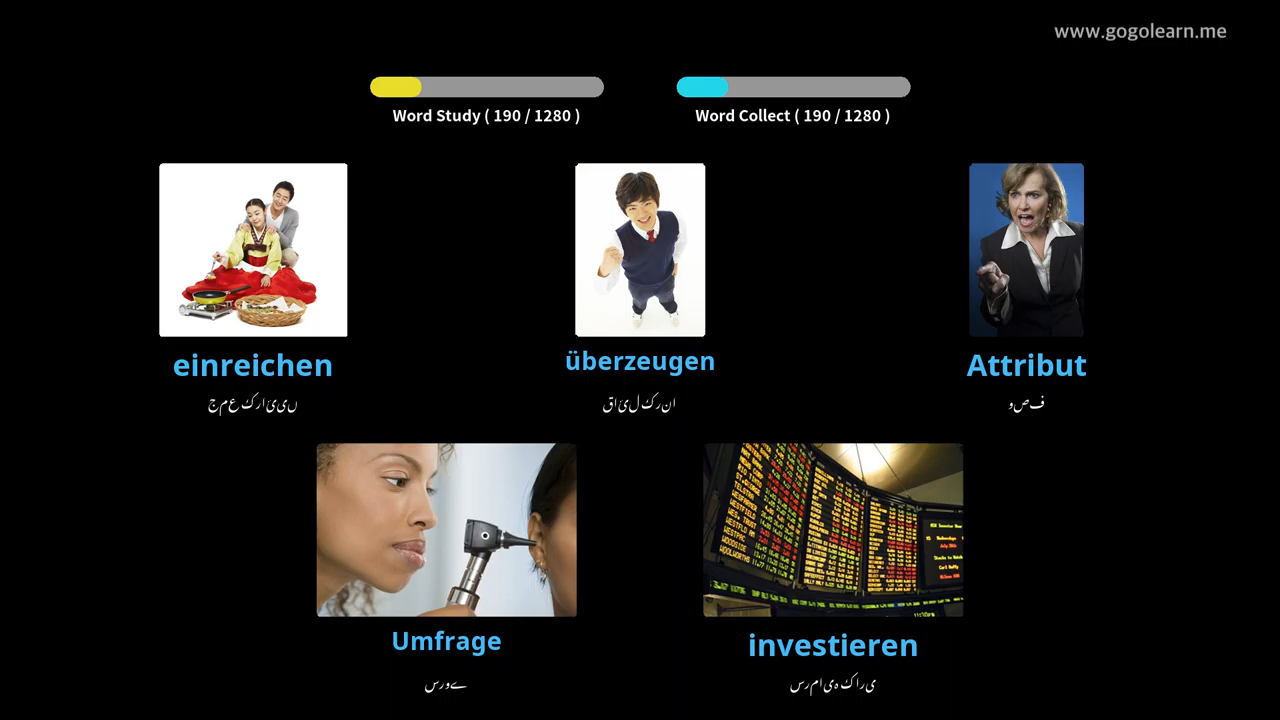 www.gogolearn.me
Word Study ( 190 / 1280 )
Word Collect ( 190 / 1280 )
einreichen
überzeugen
Attribut
جمع کرائیں
قائل کرنا
وصف
Umfrage
investieren
سروے
سرمایہ کاری